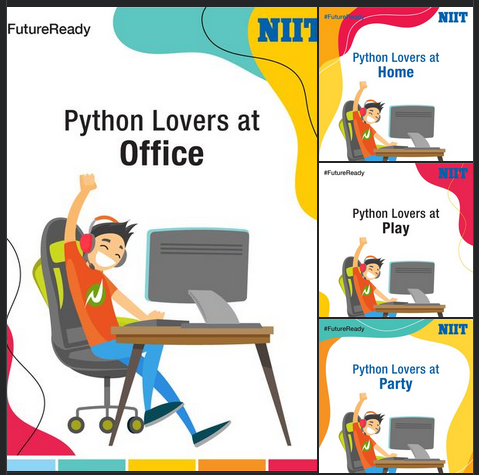 FutureReady
NIIT
Python Lovers at
Office
#FutureReady
NIIT
Python Lovers at
Home
#FutureReady
NIIT
Python Lovers at
Play
#FutureReady
NIIT
Python Lovers at
Party